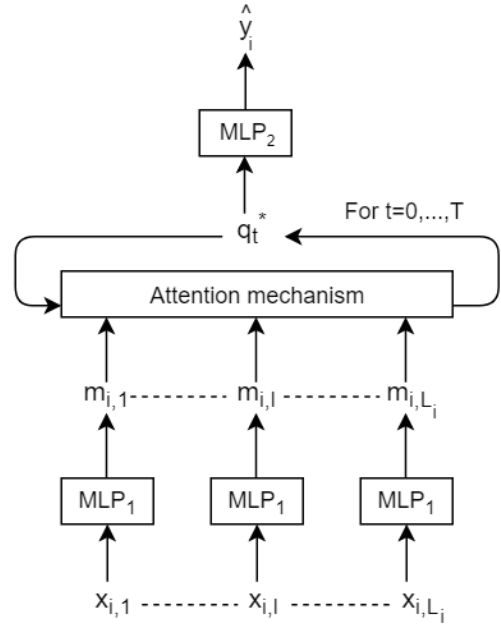 ŷ_i
MLP_2
q_t^* For t=0,...,T
Attention mechanism
m_{i,1} m_{i,l} m_{i,L_i}
MLP_1 MLP_1 MLP_1
x_{i,1} x_{i,l} x_{i,L_i}